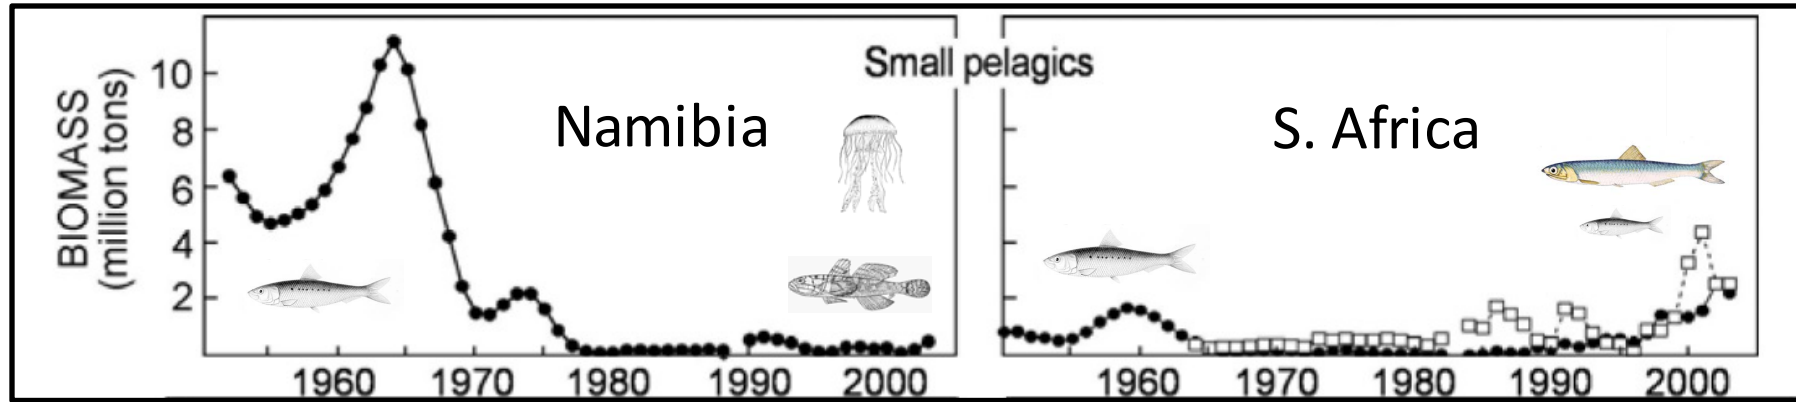 Small pelagics
Namibia
S. Africa
BIOMASS
(million tons)
10
8
6
4
2
1960 1970 1980 1990 2000
1960 1970 1980 1990 2000